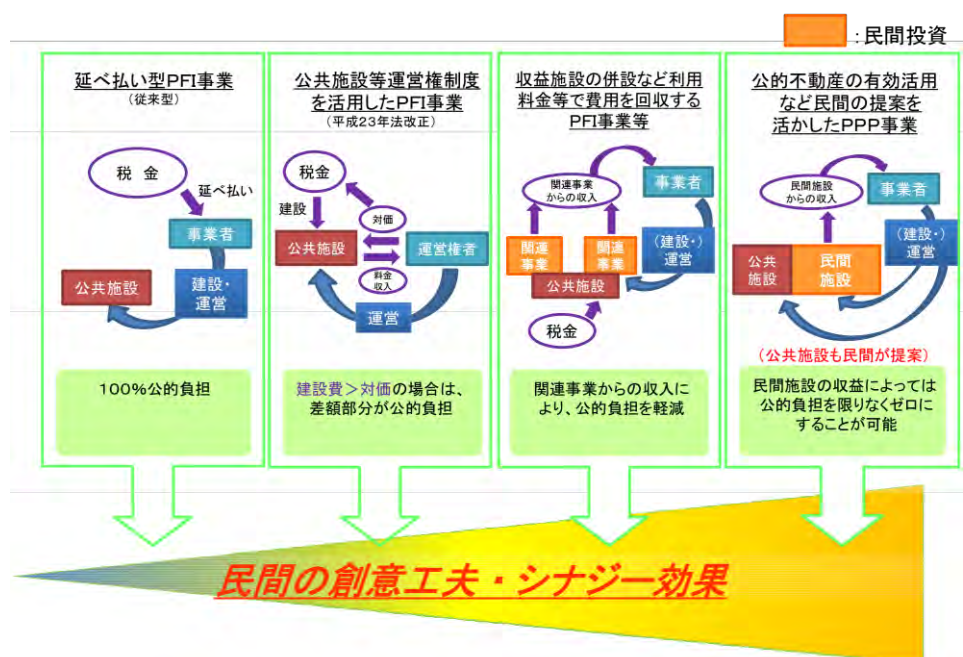 ：民間投資
延べ払い型PFI事業
（従来型）
税 金
延べ払い
事業者
公共施設
建設・
運営
100％公的負担
公共施設等運営権制度
を活用したPFI事業
（平成23年法改正）
税金
建設
対価
公共施設
運営権者
料金
収入
運営
建設費＞対価の場合は、
差額部分が公的負担
収益施設の併設など利用
料金等で費用を回収する
PFI事業等
関連事業
からの収入
事業者
関連
事業
関連
事業
（建設・）
運営
公共施設
税金
関連事業からの収入に
より、公的負担を軽減
公的不動産の有効活用
など民間の提案を
活かしたPPP事業
民間施設
からの収入
事業者
公共
施設
民間
施設
（建設・）
運営
（公共施設も民間が提案）
民間施設の収益によっては
公的負担を限りなくゼロに
することが可能
民間の創意工夫・シナジー効果